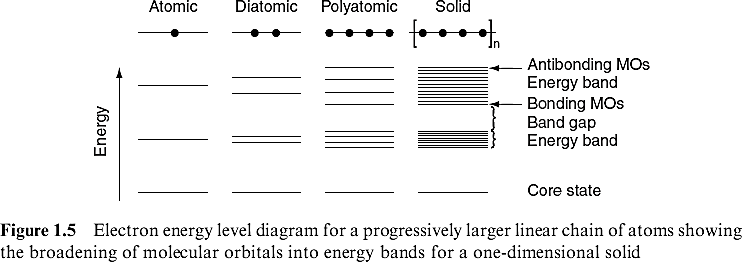 Atomic Diatomic Polyatomic Solid
n
Antibonding MOs
Energy band
Bonding MOs
Band gap
Energy band
Core state
Energy
Figure 1.5 Electron energy level diagram for a progressively larger linear chain of atoms showing
the broadening of molecular orbitals into energy bands for a one-dimensional solid